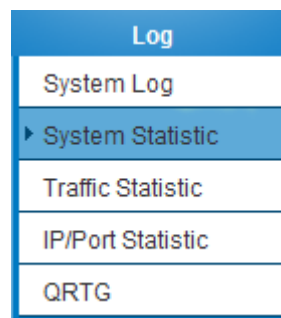 Log
System Log
System Statistic
Traffic Statistic
IP/Port Statistic
QRTG